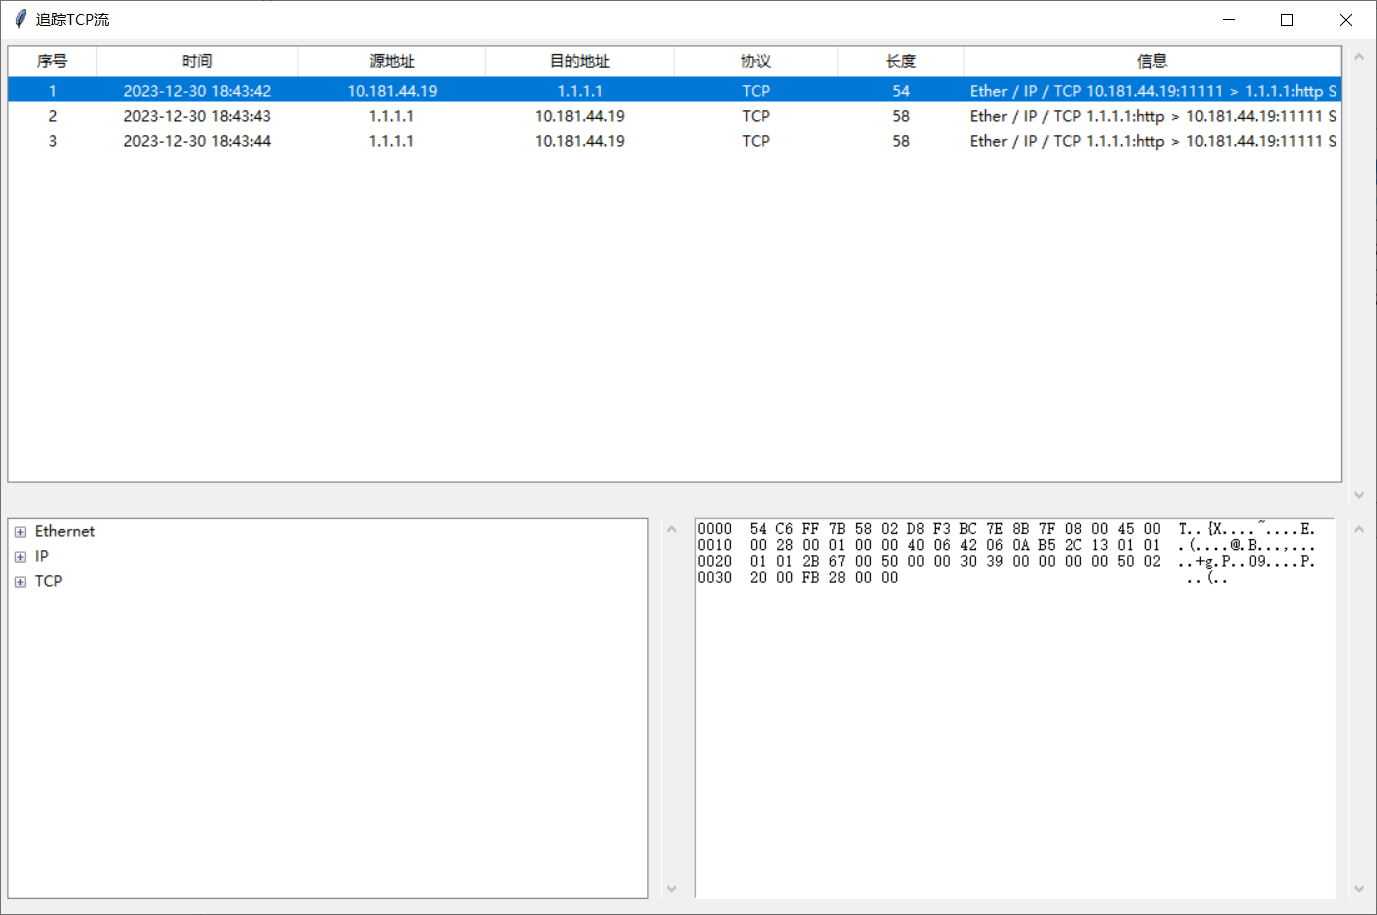 追踪TCP流
序号 时间 源地址 目的地址 协议 长度 信息
1 2023-12-30 18:43:42 10.181.44.19 1.1.1.1 TCP 54 Ether / IP / TCP 10.181.44.19:11111 > 1.1.1.1:http S
2 2023-12-30 18:43:43 1.1.1.1 10.181.44.19 TCP 58 Ether / IP / TCP 1.1.1.1:http > 10.181.44.19:11111 S
3 2023-12-30 18:43:44 1.1.1.1 10.181.44.19 TCP 58 Ether / IP / TCP 1.1.1.1:http > 10.181.44.19:11111 S
Ethernet
IP
TCP
0000 54 C6 FF 7B 58 02 D8 F3 BC 7E 8B 7F 08 00 45 00 T..{X....~....E.
0010 00 28 00 01 00 00 40 06 42 06 0A B5 2C 13 01 01 .(....@.B...,...
0020 01 01 2B 67 00 50 00 00 30 39 00 00 00 00 50 02 ..+g.P..09....P.
0030 20 00 FB 28 00 00 ..(..